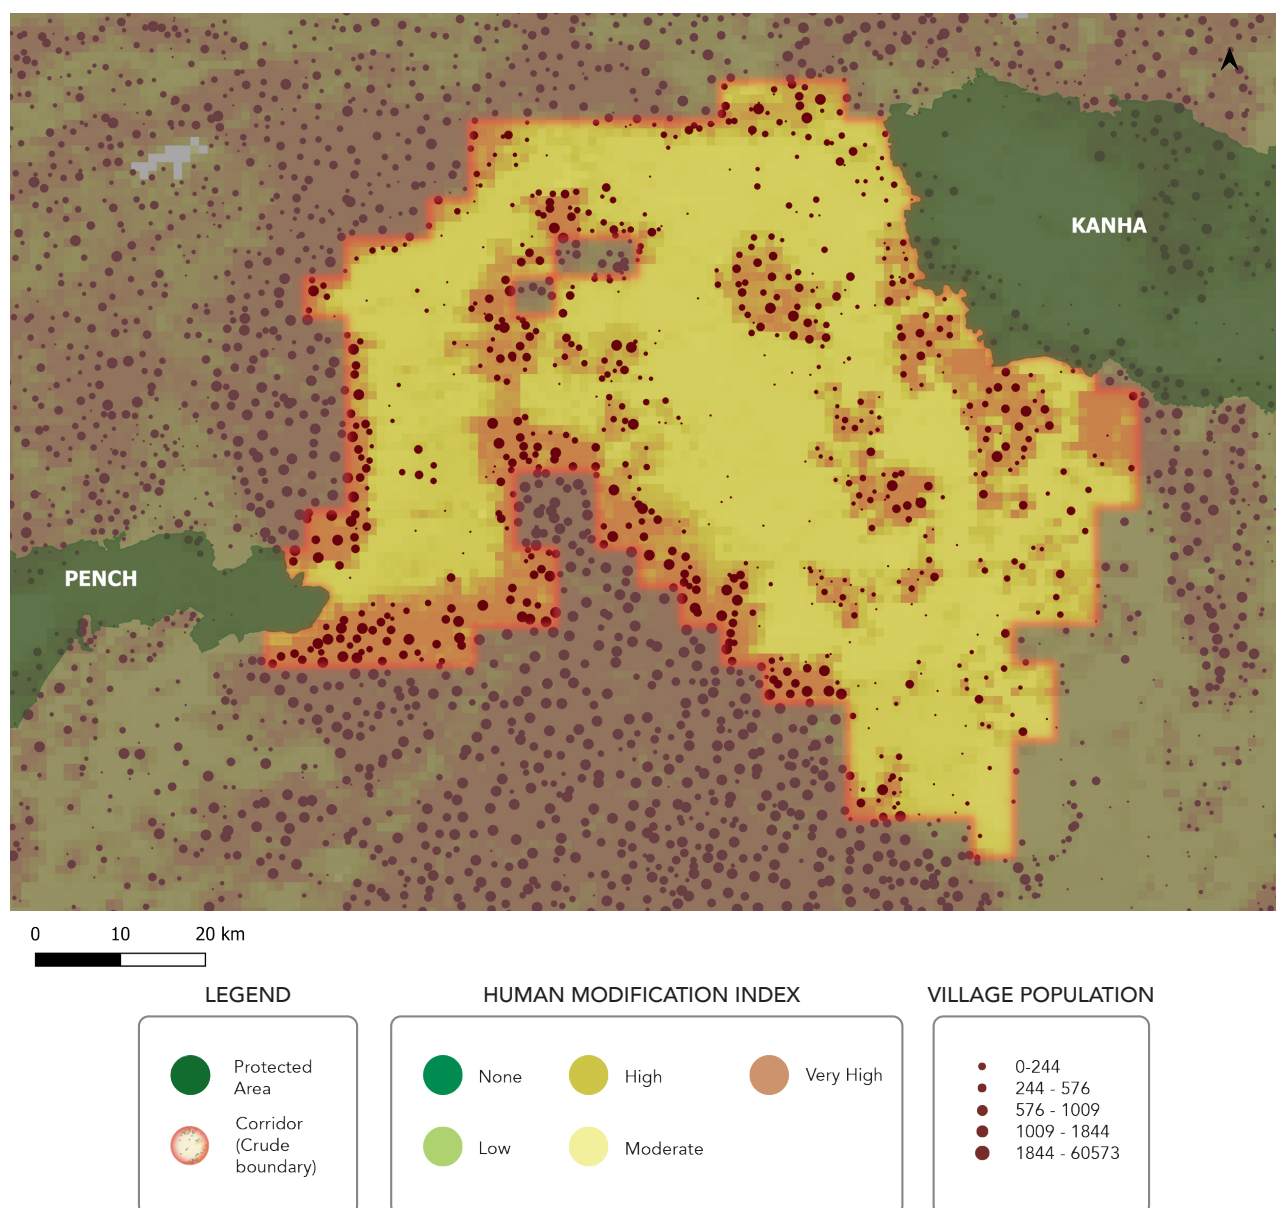 KANHA
PENCH
0 10 20 km
LEGEND
Protected
Area
Corridor
(Crude
boundary)
HUMAN MODIFICATION INDEX
None
High
Very High
Low
Moderate
VILLAGE POPULATION
0-244
244 - 576
576 - 1009
1009 - 1844
1844 - 60573